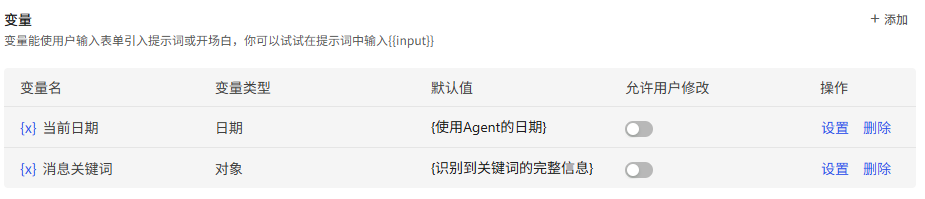 变量
+ 添加
变量能使用户输入表单引入提示词或开场白，你可以试试在提示词中输入{{input}}
变量名 变量类型 默认值 允许用户修改 操作
{x} 当前日期 日期 {使用Agent的日期} 设置 删除
{x} 消息关键词 对象 {识别到关键词的完整信息} 设置 删除